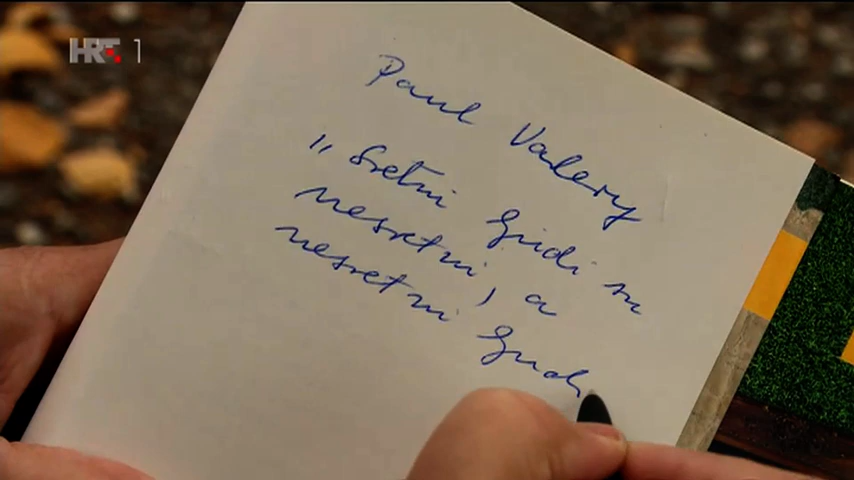 HRT 1
Paul Valery
„Sretni ljudi su
nesretni, a
nesretni ljudi